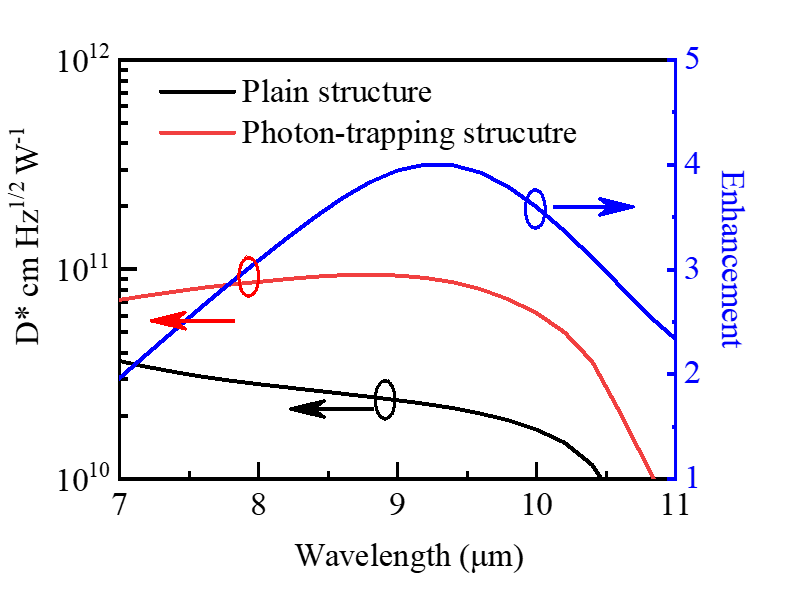 10^12
10^11
10^10
D* cm Hz^1/2 W^-1
Plain structure
Photon-trapping strucutre
5
4
3
2
1
Enhancement
7 8 9 10 11
Wavelength (μm)